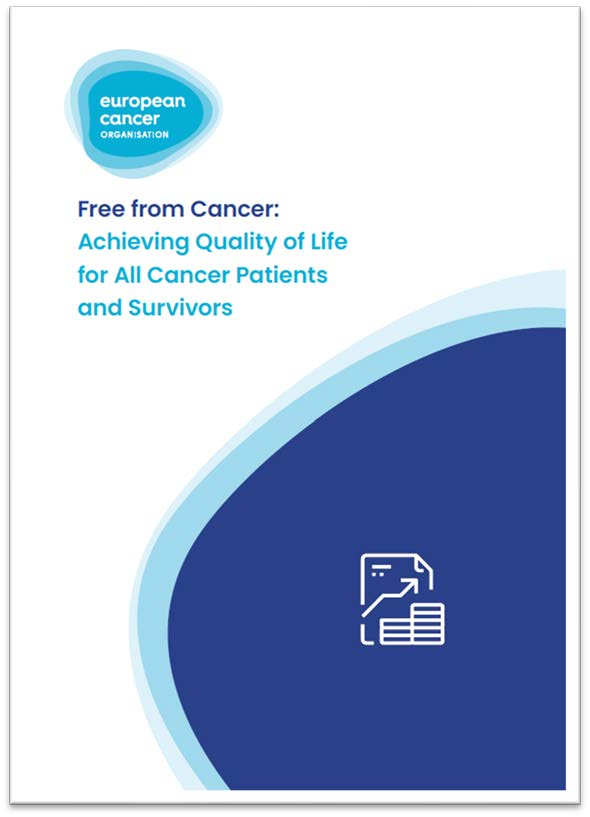 european
cancer
ORGANISATION
Free from Cancer:
Achieving Quality of Life
for All Cancer Patients
and Survivors